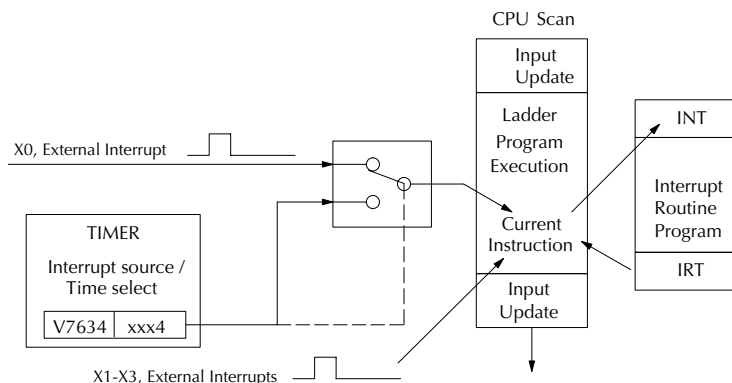 CPU Scan
Input
Update
Ladder
Program
Execution
Current
Instruction
Input
Update
INT
Interrupt
Routine
Program
IRT
X0, External Interrupt
TIMER
Interrupt source /
Time select
V7634 xxx4
X1-X3, External Interrupts